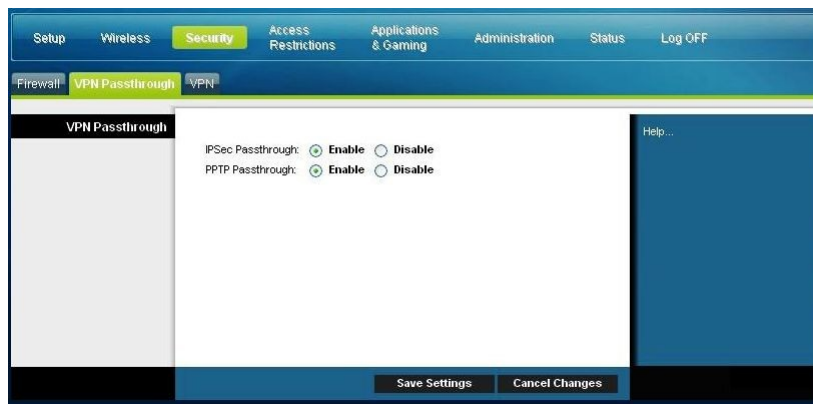 Setup Wireless Security Access Restrictions Applications & Gaming Administration Status Log OFF
Firewall VPN Passthrough VPN
VPN Passthrough
IPSec Passthrough: Enable Disable
PPTP Passthrough: Enable Disable
Help...
Save Settings Cancel Changes